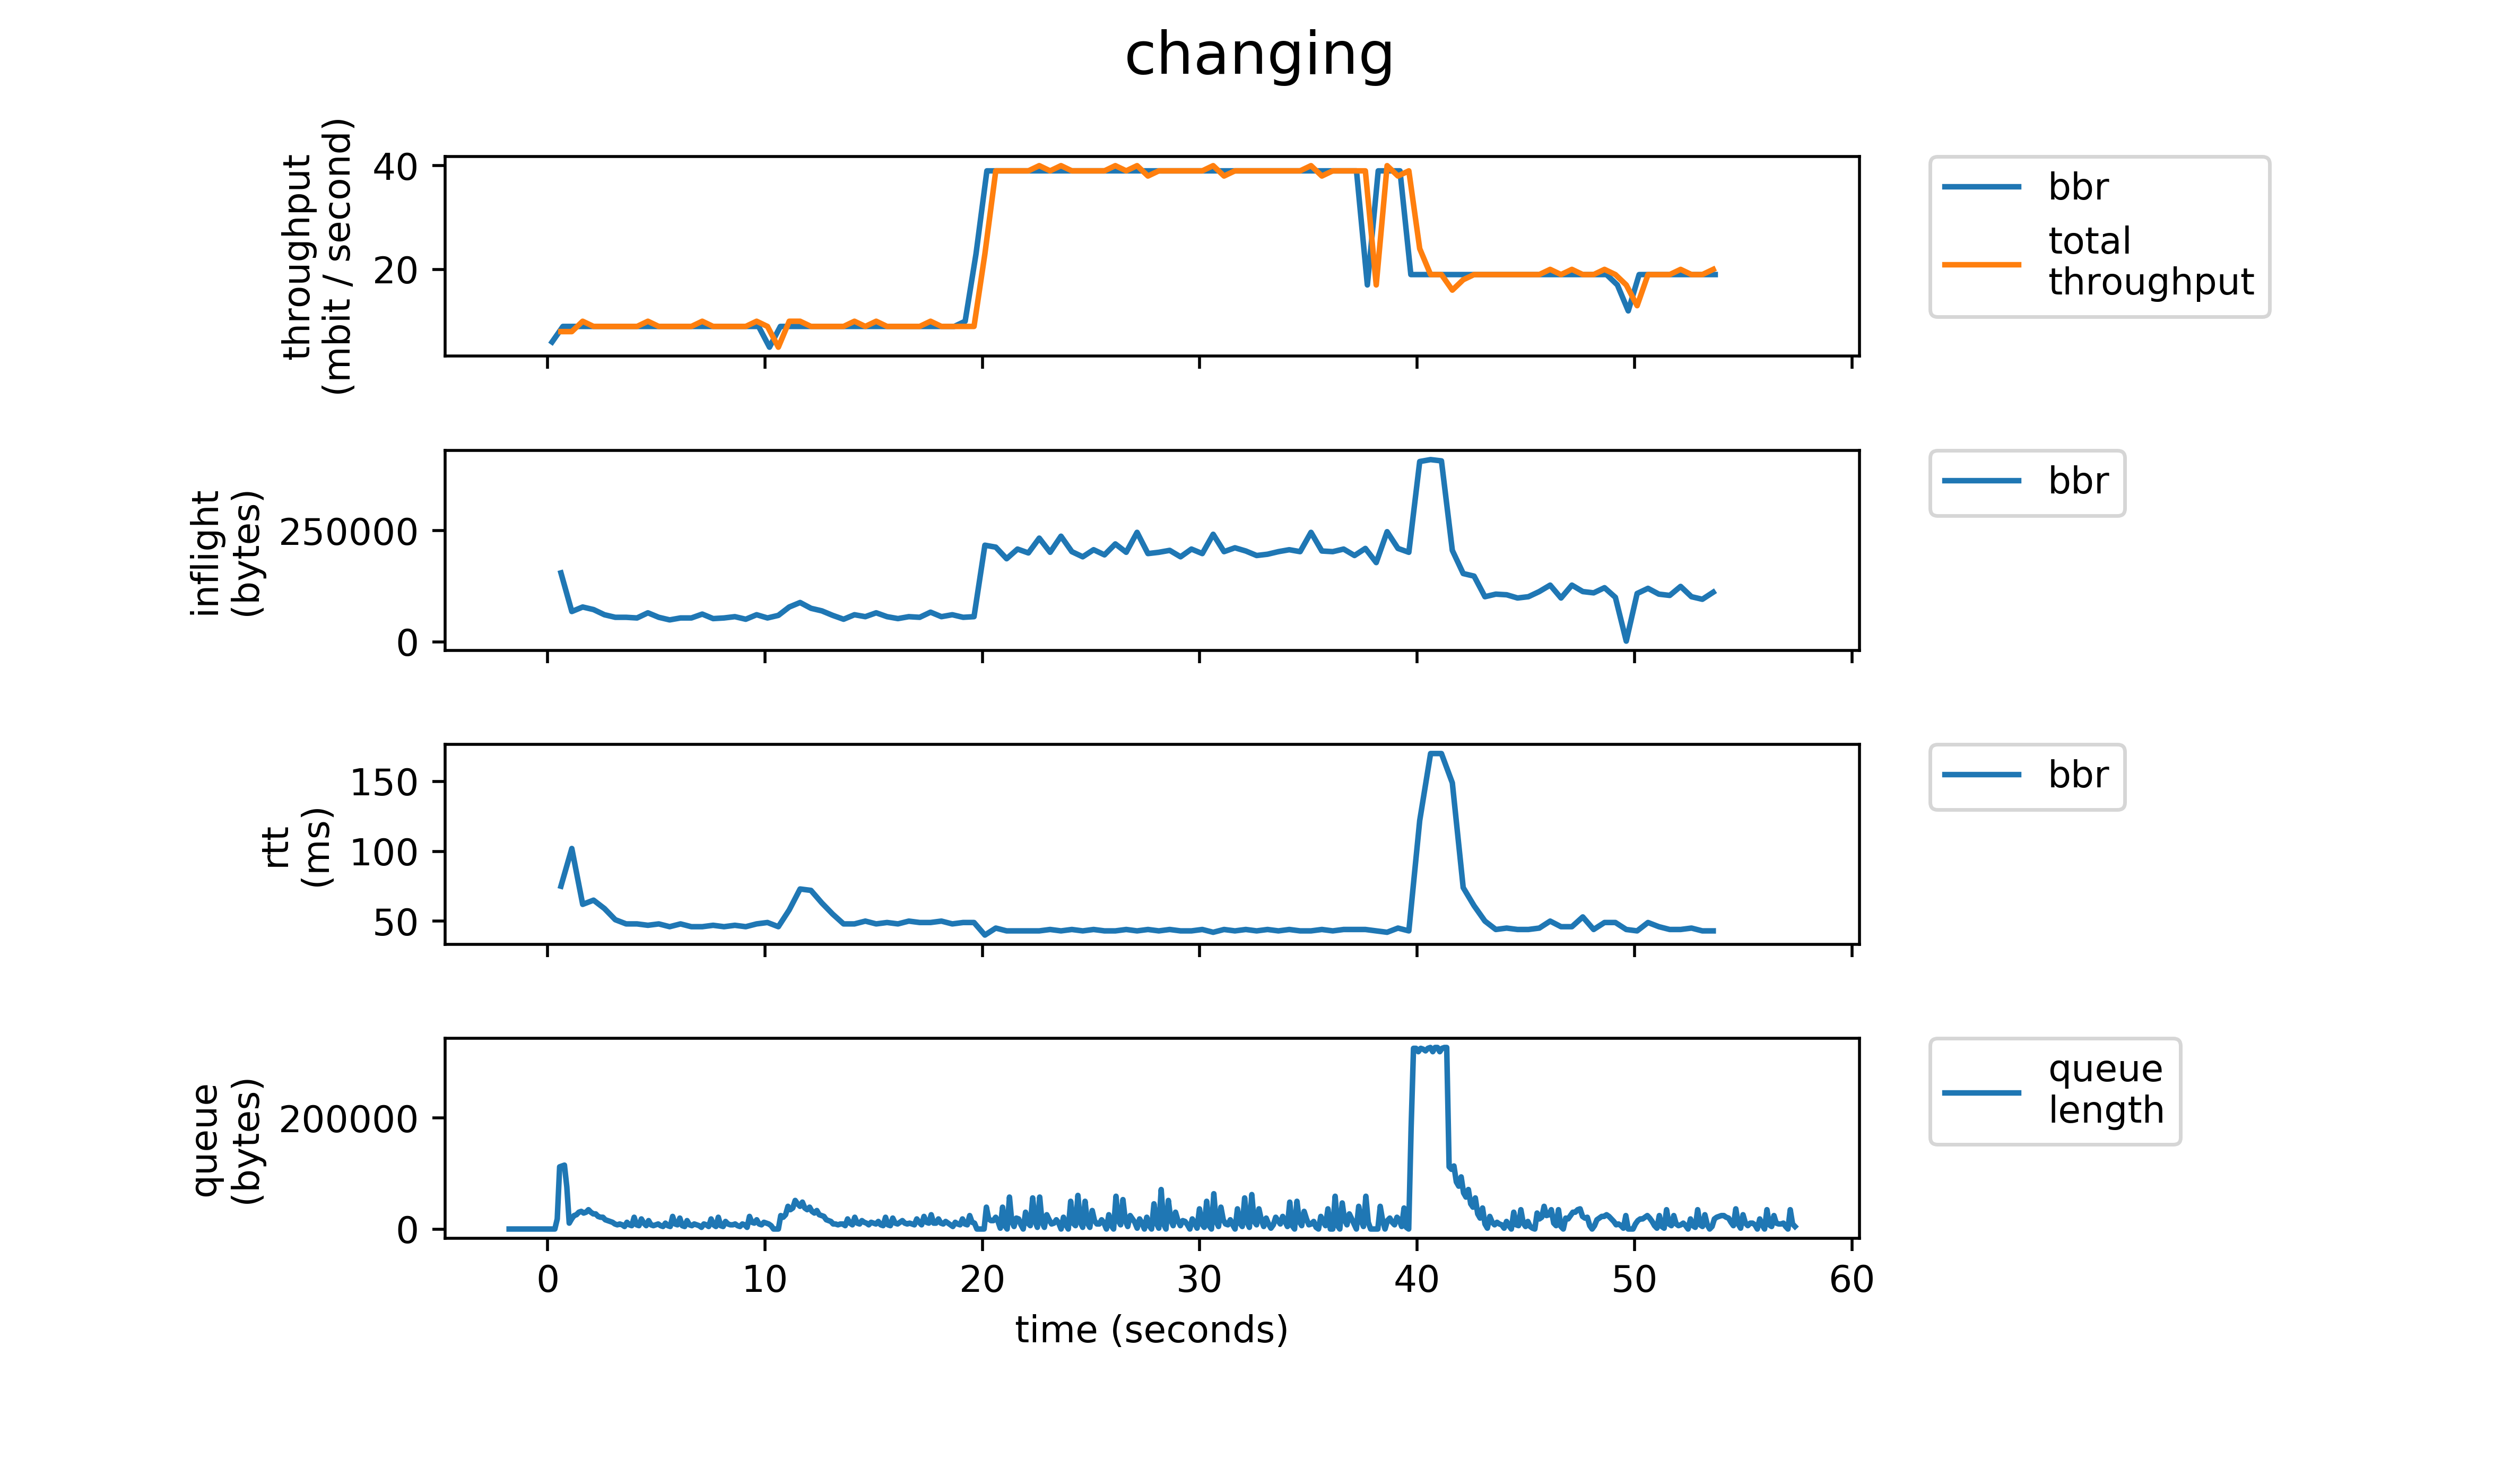 changing
throughput
(mbit / second)
40
20
bbr
total
throughput
inflight
(bytes)
250000
0
bbr
rtt
(ms)
150
100
50
bbr
queue
(bytes)
200000
0
queue
length
0 10 20 30 40 50 60
time (seconds)